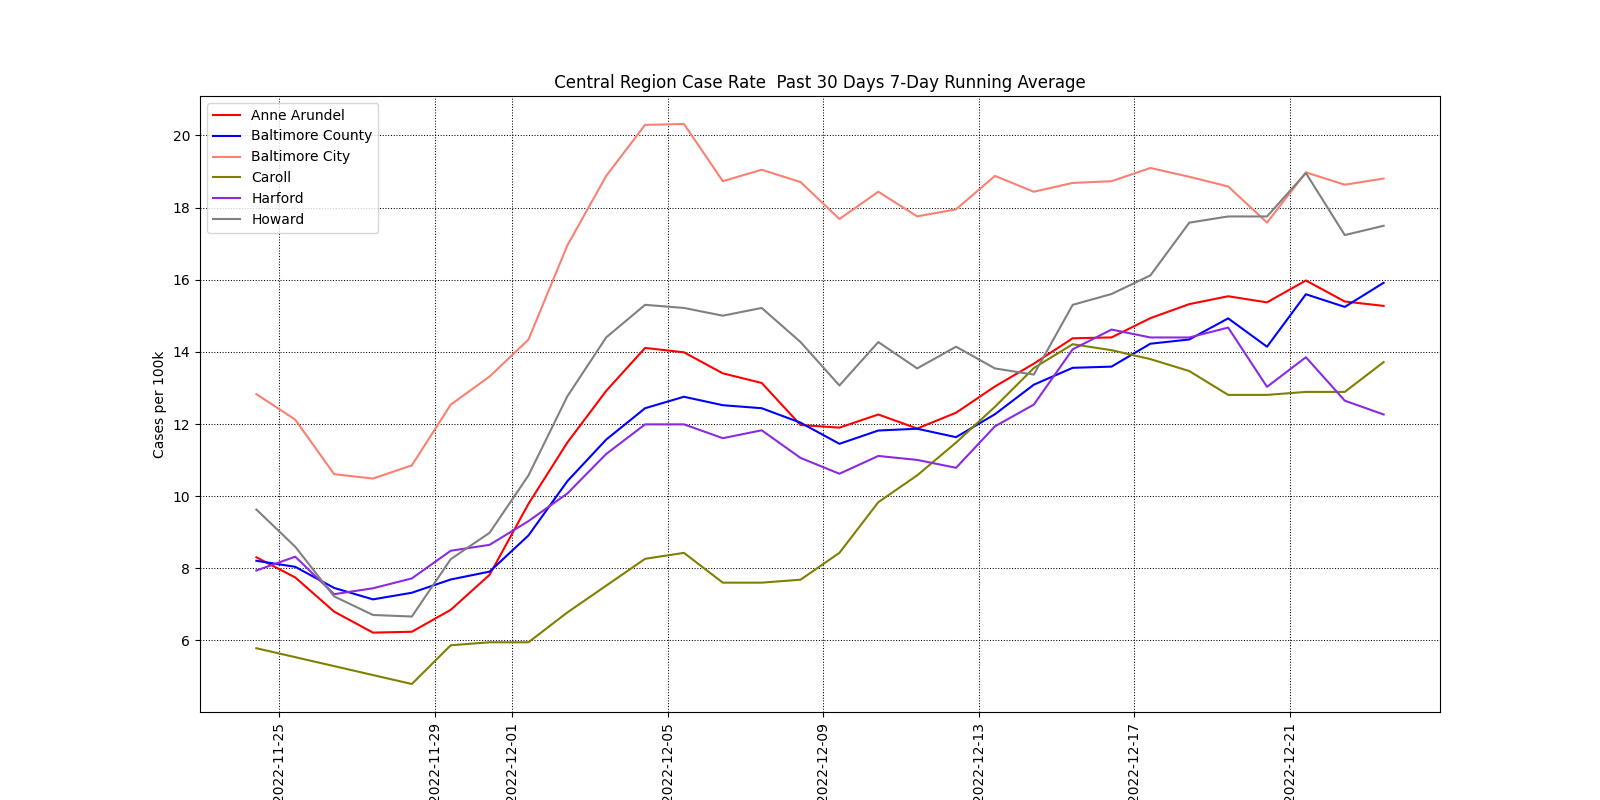 Central Region Case Rate  Past 30 Days 7-Day Running Average
Anne Arundel
Baltimore County
Baltimore City
Caroll
Harford
Howard
Cases per 100k
20
18
16
14
12
10
8
6
2022-11-25
2022-11-29
2022-12-01
2022-12-05
2022-12-09
2022-12-13
2022-12-17
2022-12-21